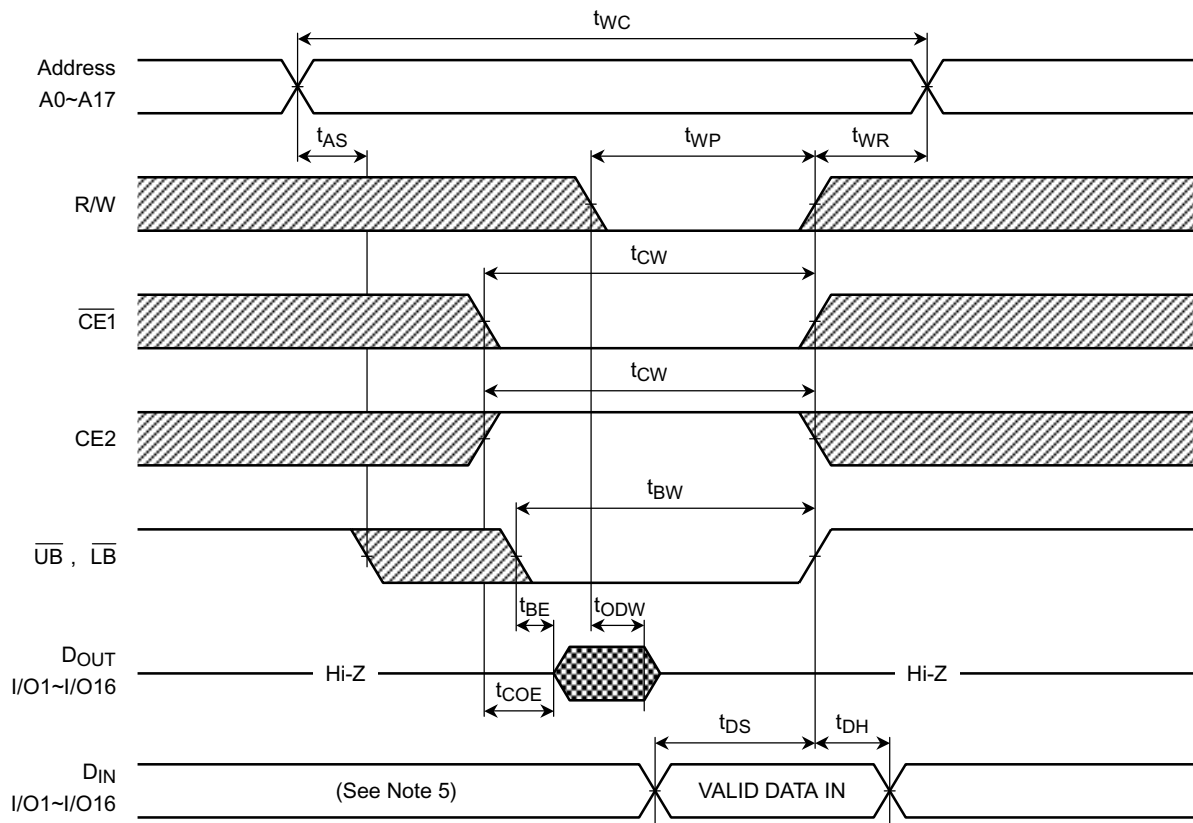 tWC
Address
A0~A17
tAS
tWP
tWR
R/W
tCW
CE1
tCW
CE2
tBW
UB , LB
tBE
tODW
DOUT
I/O1~I/O16
Hi-Z
Hi-Z
tCOE
tDS
tDH
DIN
I/O1~I/O16
(See Note 5)
VALID DATA IN